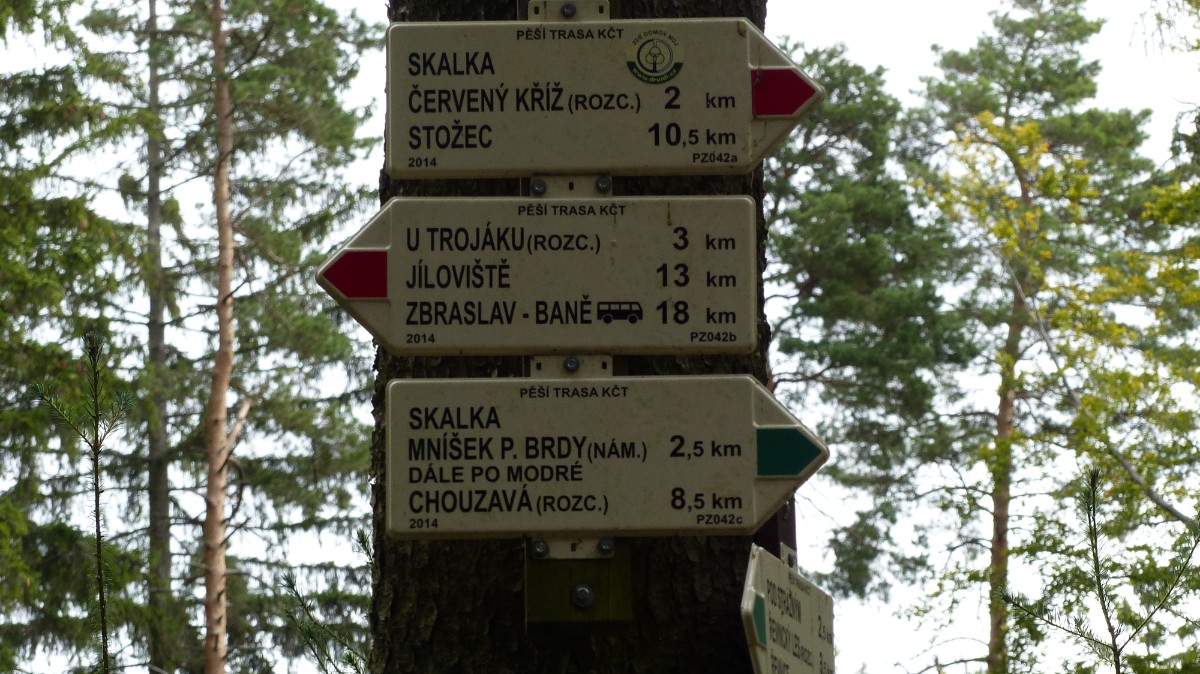 PĚŠÍ TRASA KČT
SKALKA
ČERVENÝ KŘÍŽ (ROZC.) 2 km
STOŽEC 10,5 km
2014 PZ042a
PĚŠÍ TRASA KČT
U TROJÁKU (ROZC.) 3 km
JÍLOVIŠTĚ 13 km
ZBRASLAV - BANĚ 18 km
2014 PZ042b
PĚŠÍ TRASA KČT
SKALKA
MNÍŠEK P. BRDY (NÁM.) 2,5 km
DÁLE PO MODRÉ
CHOUZAVÁ (ROZC.) 8,5 km
2014 PZ042c
POD STRÁŽNÝM